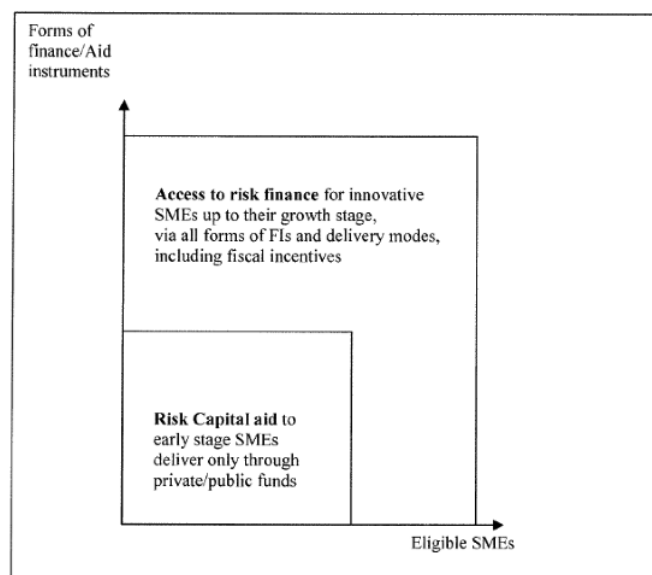 Forms of
finance/Aid
instruments
Access to risk finance for innovative
SMEs up to their growth stage,
via all forms of FIs and delivery modes,
including fiscal incentives
Risk Capital aid to
early stage SMEs
deliver only through
private/public funds
Eligible SMEs